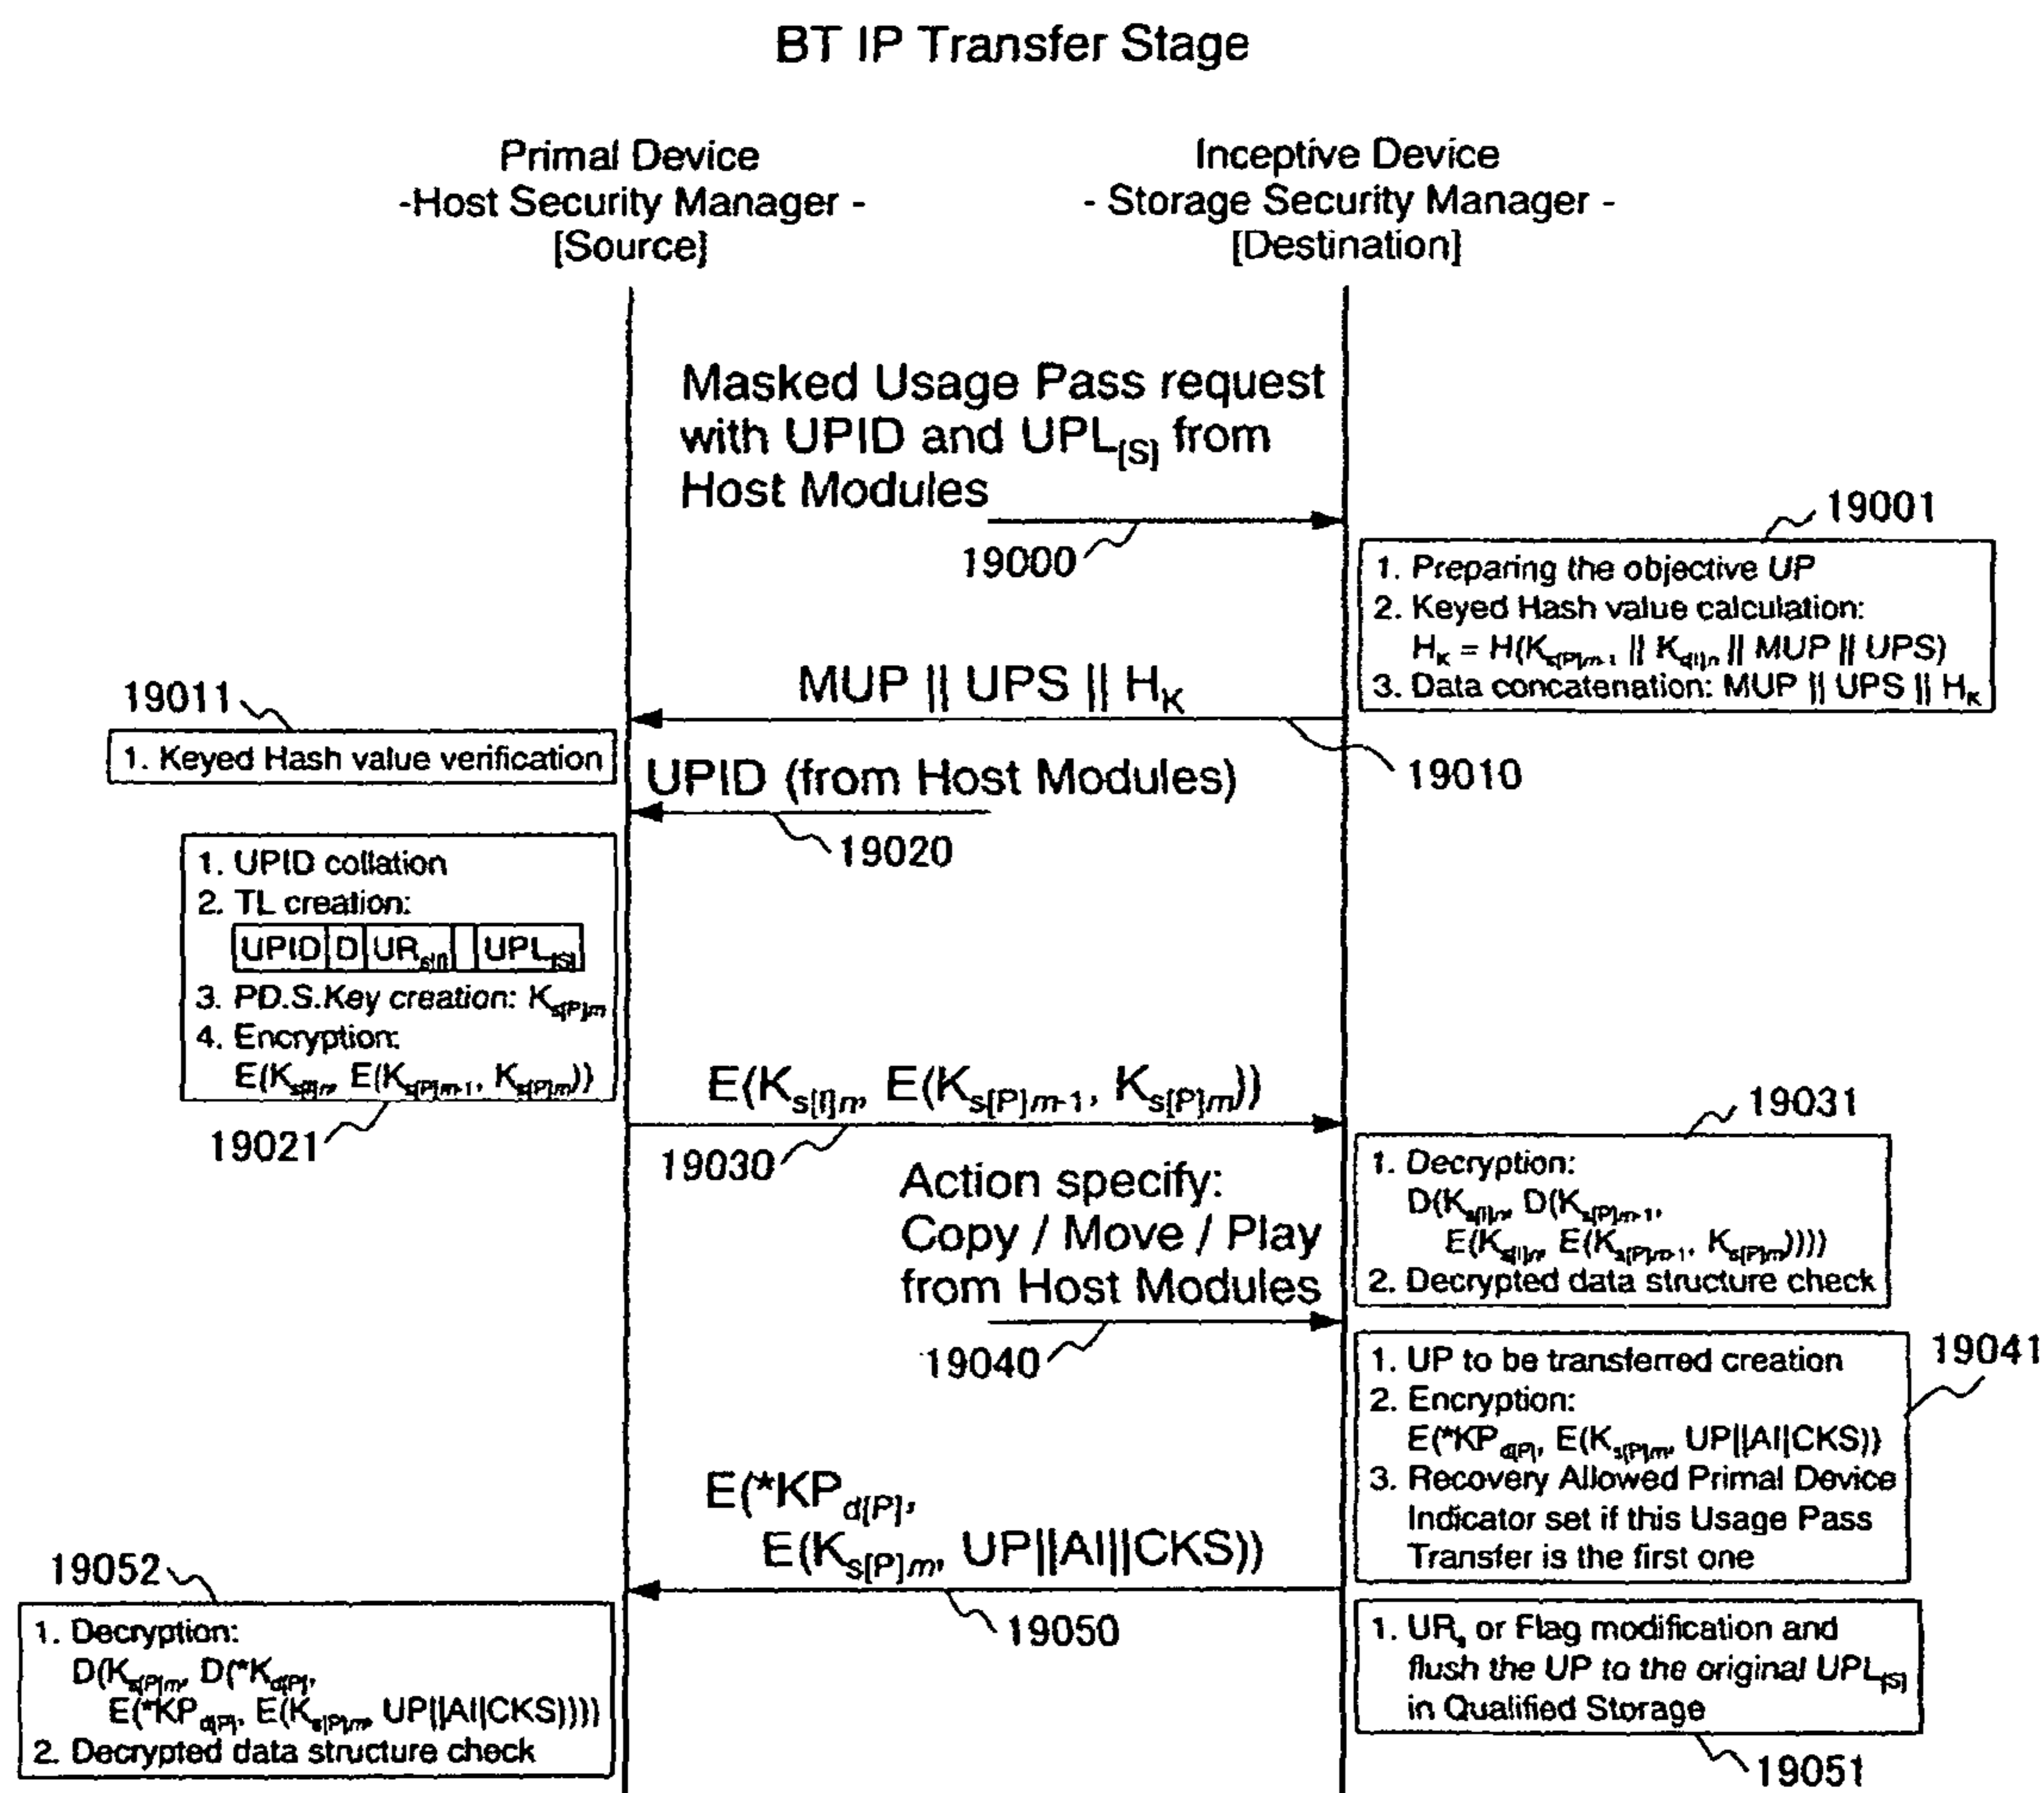 BT IP Transfer Stage
Primal Device
-Host Security Manager -
[Source]
Inceptive Device
- Storage Security Manager -
[Destination]
Masked Usage Pass request
with UPID and UPL[S] from
Host Modules
19000
19001
1. Preparing the objective UP
2. Keyed Hash value calculation:
HK = H(Ks[P]m-1 || Kd[I]n || MUP || UPS)
3. Data concatenation: MUP || UPS || HK
MUP || UPS || HK
19010
19011
1. Keyed Hash value verification
UPID (from Host Modules)
19020
1. UPID collation
2. TL creation:
UPID D URs[I] UPL[S]
3. PD.S.Key creation: Ks[P]m
4. Encryption:
E(Ks[I]n, E(Ks[P]m-1, Ks[P]m))
19021
E(Ks[I]n, E(Ks[P]m-1, Ks[P]m))
19030
19031
1. Decryption:
D(Ks[I]n, D(Ks[P]m-1,
E(Ks[I]n, E(Ks[P]m-1, Ks[P]m))))
2. Decrypted data structure check
Action specify:
Copy / Move / Play
from Host Modules
19040
19041
1. UP to be transferred creation
2. Encryption:
E(*KPd[P], E(Ks[P]m, UP||AI||CKS))
3. Recovery Allowed Primal Device
Indicator set if this Usage Pass
Transfer is the first one
E(*KPd[P],
E(Ks[P]m, UP||AI||CKS))
19050
19052
1. Decryption:
D(Ks[P]m, D(*Kd[P],
E(*KPd[P], E(Ks[P]m, UP||AI||CKS))))
2. Decrypted data structure check
1. URs or Flag modification and
flush the UP to the original UPL[S]
in Qualified Storage
19051